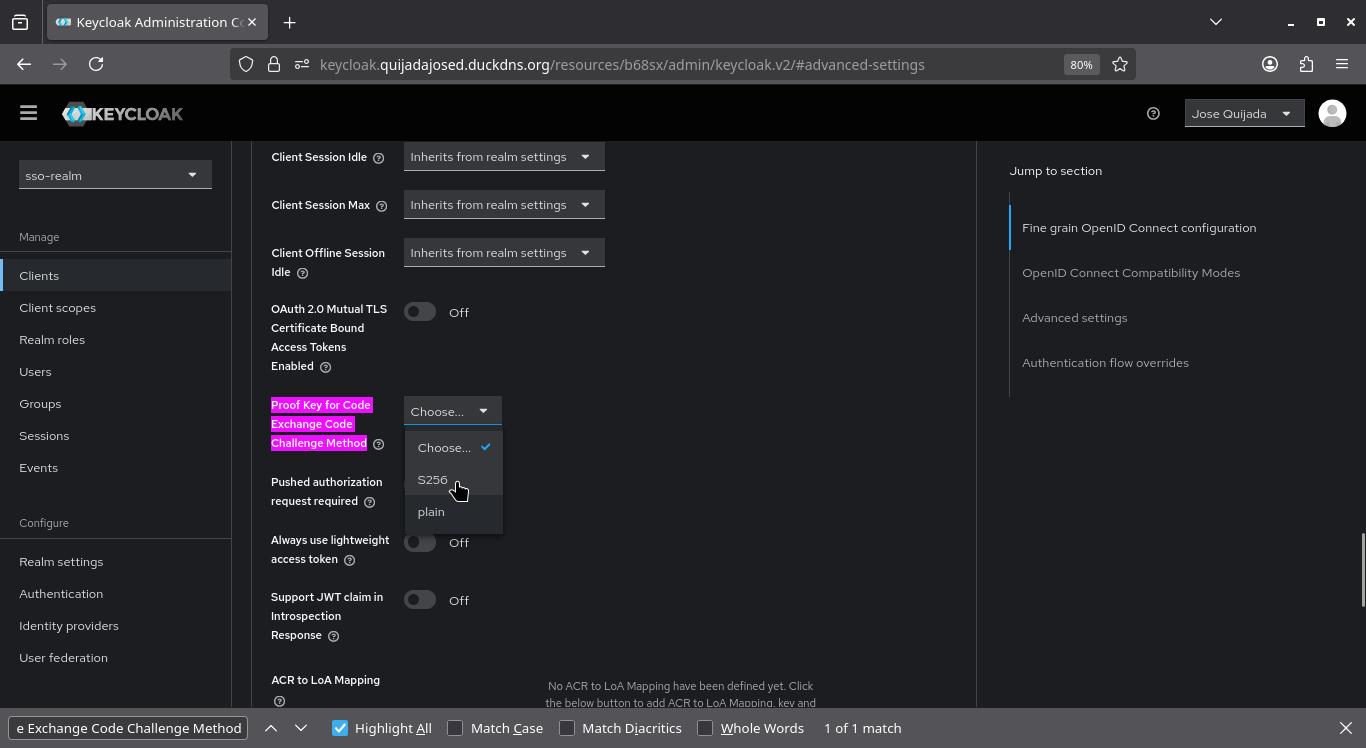 Keycloak Administration Co
keycloak.quijadajosed.duckdns.org/resources/b68sx/admin/keycloak.v2/#advanced-settings
80%
KEYCLOAK
Jose Quijada
sso-realm
Manage
Clients
Client scopes
Realm roles
Users
Groups
Sessions
Events
Configure
Realm settings
Authentication
Identity providers
User federation
Client Session Idle
Inherits from realm settings
Client Session Max
Inherits from realm settings
Client Offline Session
Idle
Inherits from realm settings
OAuth 2.0 Mutual TLS
Certificate Bound
Access Tokens
Enabled
Off
Proof Key for Code
Exchange Code
Challenge Method
Choose...
Choose...
S256
plain
Pushed authorization
request required
Always use lightweight
access token
Off
Support JWT claim in
Introspection
Response
Off
ACR to LoA Mapping
No ACR to LoA Mapping have been defined yet. Click
the below button to add ACR to LoA Mapping, key and
Jump to section
Fine grain OpenID Connect configuration
OpenID Connect Compatibility Modes
Advanced settings
Authentication flow overrides
e Exchange Code Challenge Method
Highlight All
Match Case
Match Diacritics
Whole Words
1 of 1 match